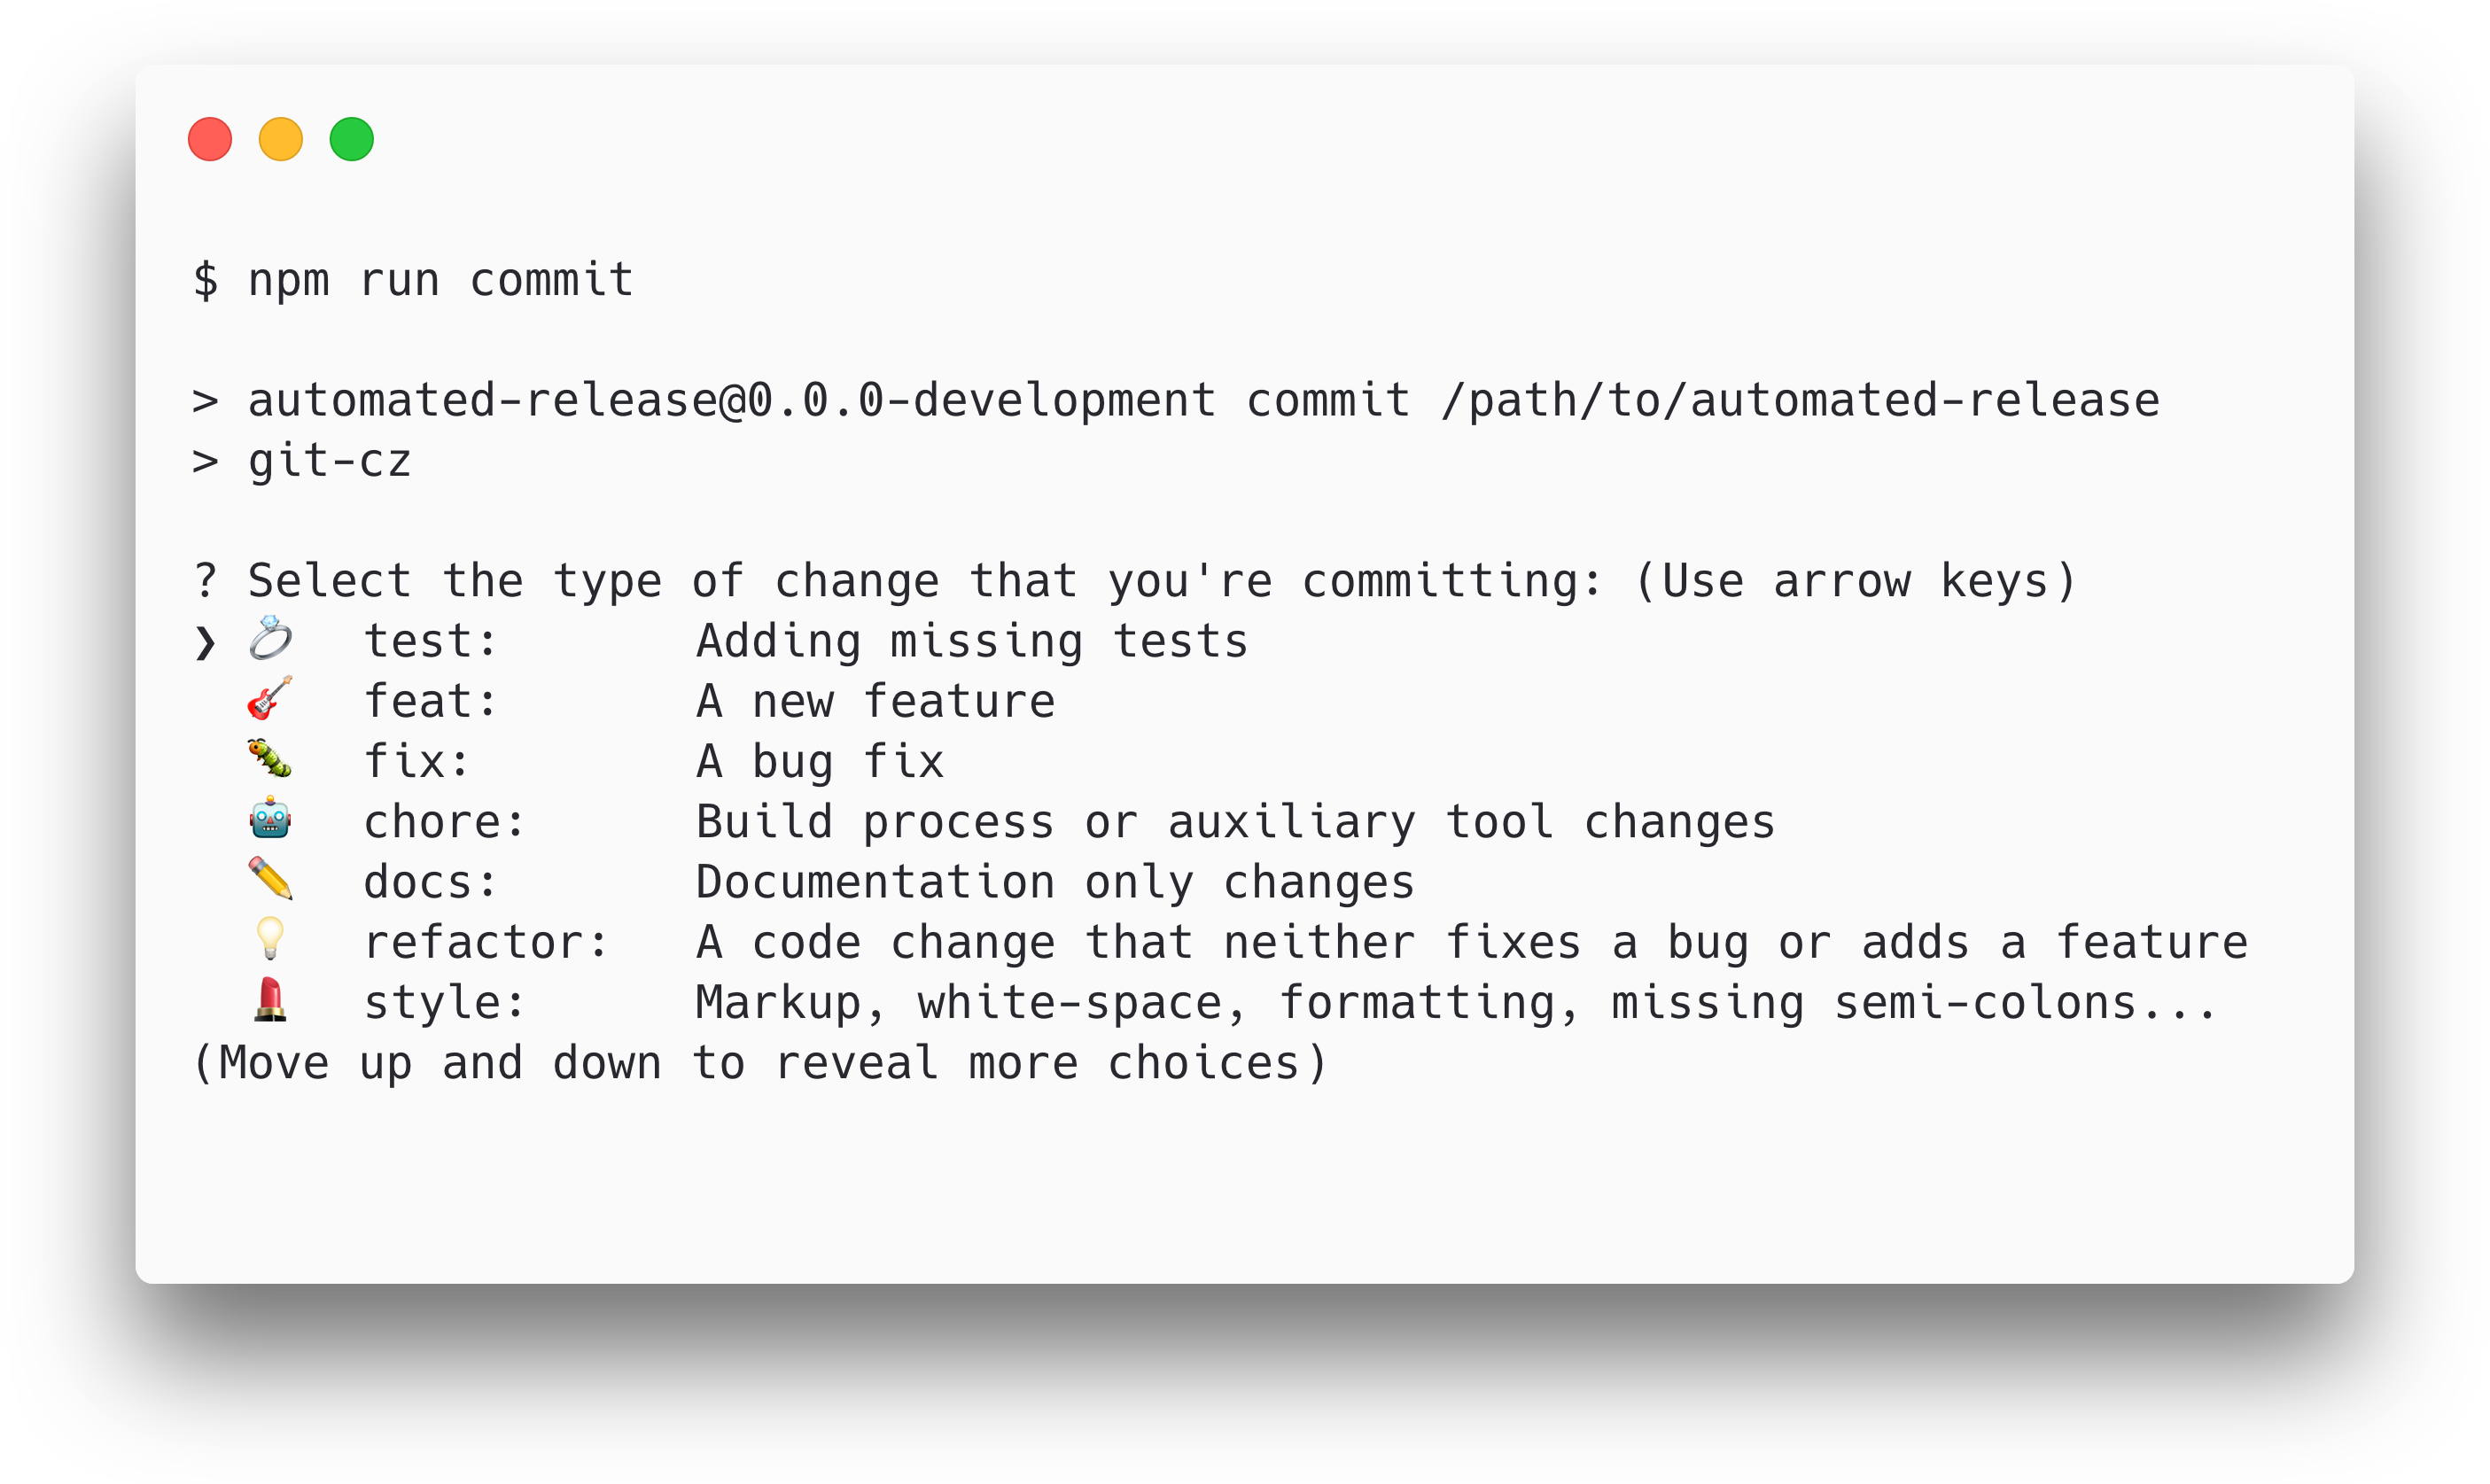 $ npm run commit
> automated-release@0.0.0-development commit /path/to/automated-release
> git-cz
? Select the type of change that you're committing: (Use arrow keys)
❯ 💍 test: Adding missing tests
🎸 feat: A new feature
🐛 fix: A bug fix
🤖 chore: Build process or auxiliary tool changes
✏️ docs: Documentation only changes
💡 refactor: A code change that neither fixes a bug or adds a feature
💄 style: Markup, white-space, formatting, missing semi-colons...
(Move up and down to reveal more choices)